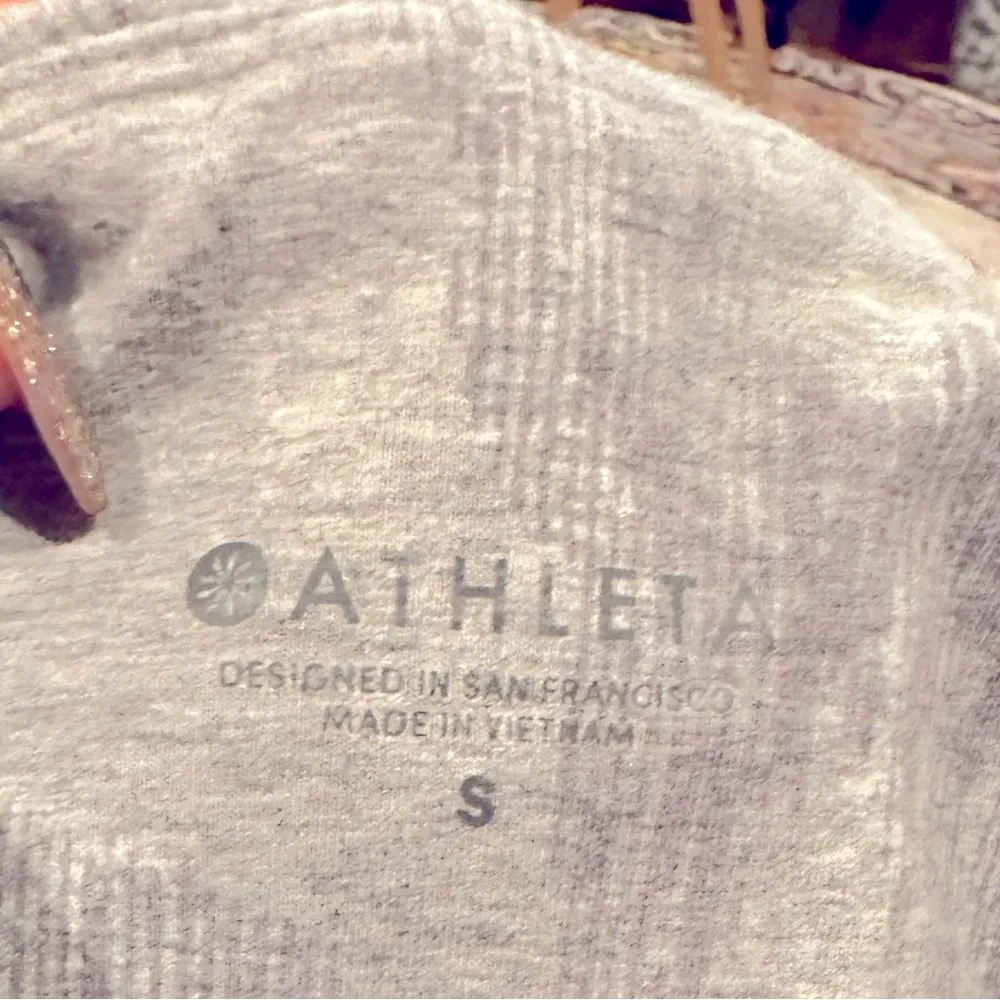 ATHLETA
DESIGNED IN SAN FRANCISCO
MADE IN VIETNAM
S